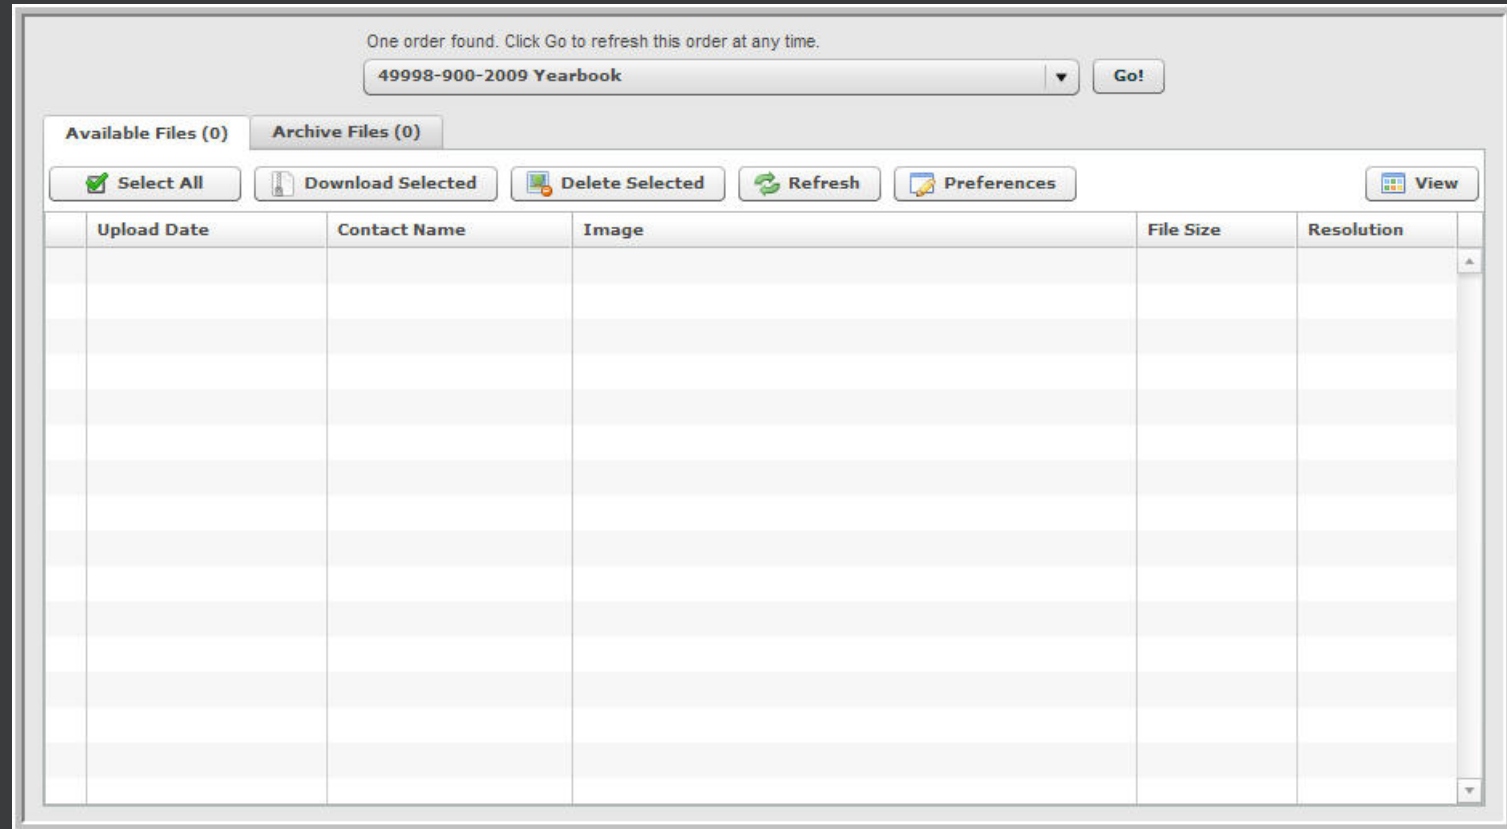 One order found. Click Go to refresh this order at any time.
49998-900-2009 Yearbook Go!
Available Files (0) Archive Files (0)
Select All Download Selected Delete Selected Refresh Preferences View
Upload Date Contact Name Image File Size Resolution